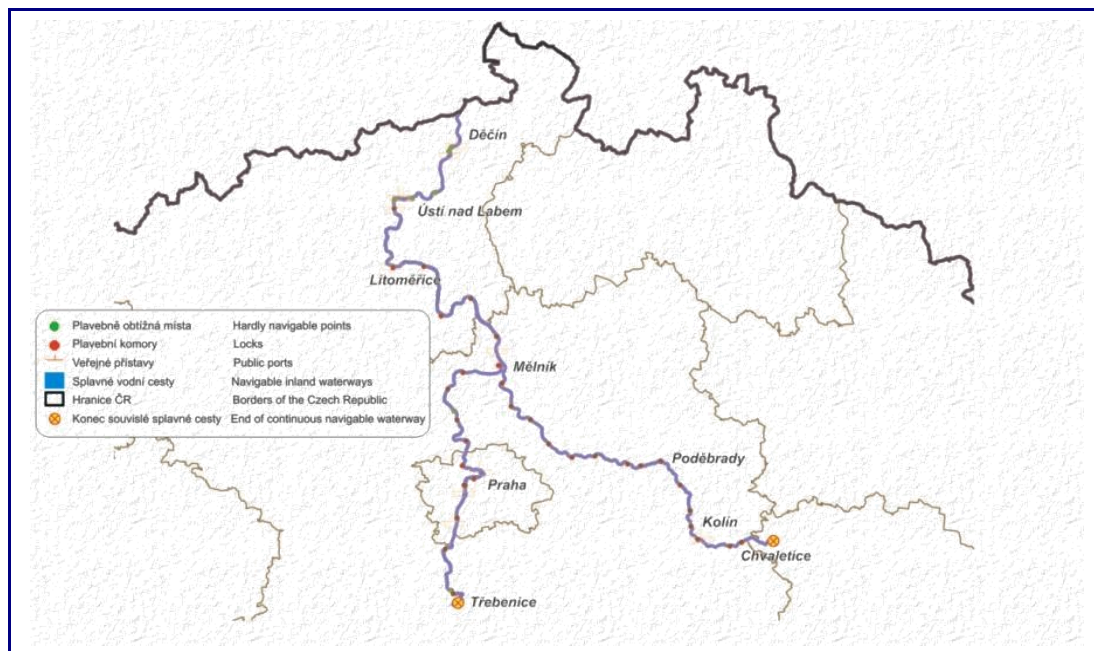 Děčín
Ústí nad Labem
Litoměřice
Plavebně obtížná místa Hardly navigable points
Plavební komory Locks
Veřejné přístavy Public ports
Splavné vodní cesty Navigable inland waterways
Hranice ČR Borders of the Czech Republic
Konec souvislé splavné cesty End of continuous navigable waterway
Mělník
Poděbrady
Praha
Kolín
Chvaletice
Třebenice